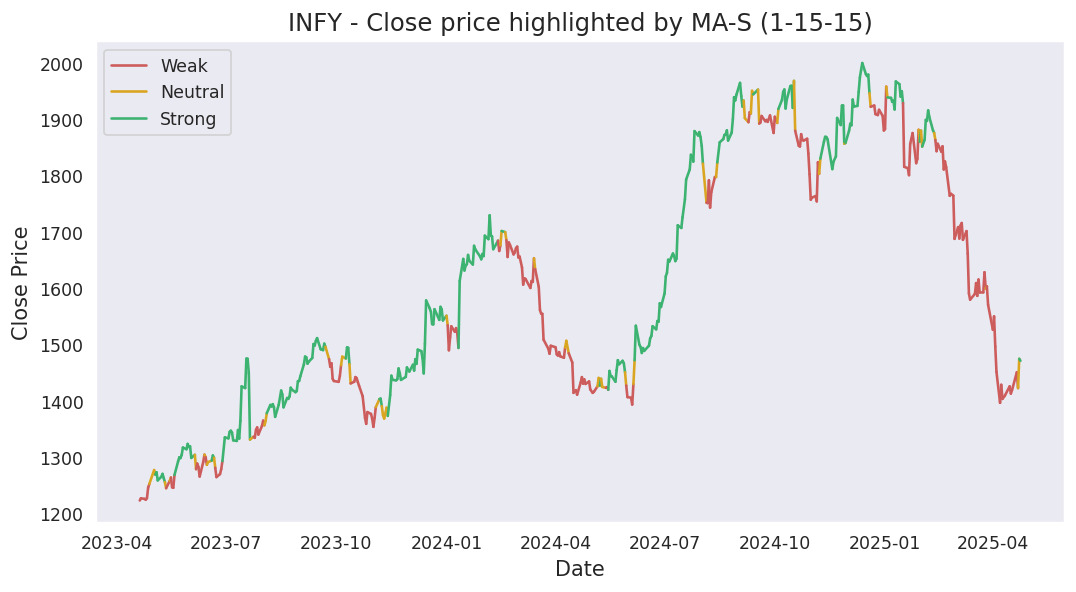 INFY - Close price highlighted by MA-S (1-15-15)
Weak
Neutral
Strong
2000
1900
1800
1700
1600
1500
1400
1300
1200
Close Price
2023-04 2023-07 2023-10 2024-01 2024-04 2024-07 2024-10 2025-01 2025-04
Date